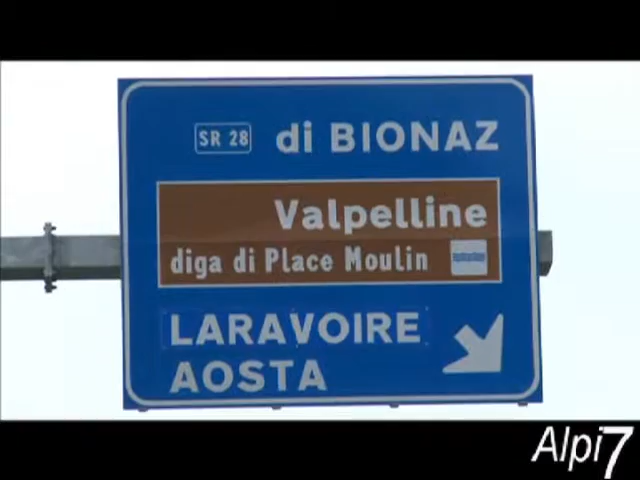 SR 28 di BIONAZ
Valpelline
diga di Place Moulin
LARAVOIRE
AOSTA
Alpi7